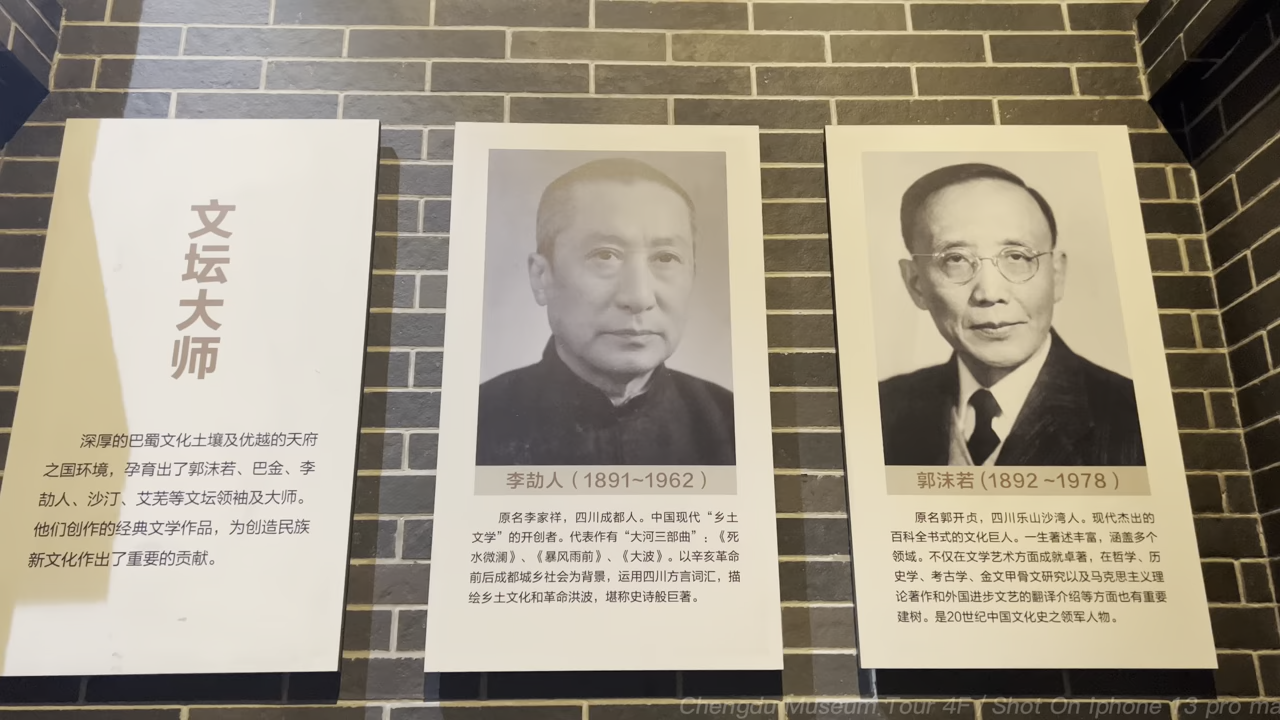 文
坛
大
师
深厚的巴蜀文化土壤及优越的天府
之国环境，孕育出了郭沫若、巴金、李
劼人、沙汀、艾芜等文坛领袖及大师。
他们创作的经典文学作品，为创造民族
新文化作出了重要的贡献。
李劼人（1891~1962）
原名李家祥，四川成都人。中国现代“乡土
文学”的开创者。代表作有“大河三部曲”：《死
水微澜》、《暴风雨前》、《大波》。以辛亥革命
前后成都城乡社会为背景，运用四川方言词汇，描
绘乡土文化和革命洪波，堪称史诗般巨著。
郭沫若（1892 ~1978 ）
原名郭开贞，四川乐山沙湾人。现代杰出的
百科全书式的文化巨人。一生著述丰富，涵盖多个
领域。不仅在文学艺术方面成就卓著，在哲学、历
史学、考古学、金文甲骨文研究以及马克思主义理
论著作和外国进步文艺的翻译介绍等方面也有重要
建树。是20世纪中国文化史之领军人物。
Chengdu Museum Tour 4F / Shot On Iphone 13 pro ma